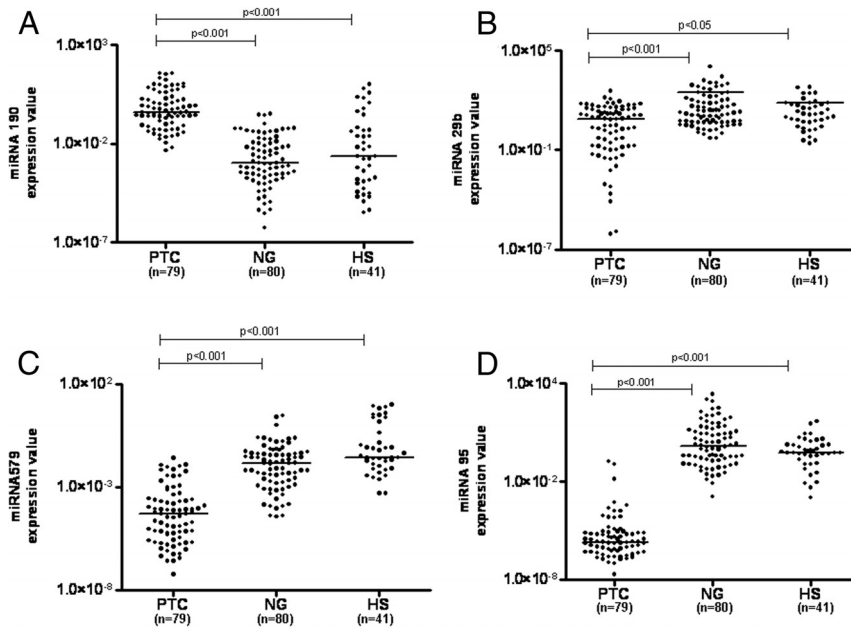 A
p<0.001
p<0.001
1.0×10³
1.0×10⁻²
1.0×10⁻⁷
miRNA 190
expression value
PTC
(n=79)
NG
(n=80)
HS
(n=41)
B
p<0.05
p<0.001
1.0×10⁵
1.0×10⁻¹
1.0×10⁻⁷
miRNA 29b
expression value
PTC
(n=79)
NG
(n=80)
HS
(n=41)
C
p<0.001
p<0.001
1.0×10²
1.0×10⁻³
1.0×10⁻⁸
miRNA579
expression value
PTC
(n=79)
NG
(n=80)
HS
(n=41)
D
p<0.001
p<0.001
1.0×10⁴
1.0×10⁻²
1.0×10⁻⁸
miRNA 95
expression value
PTC
(n=79)
NG
(n=80)
HS
(n=41)